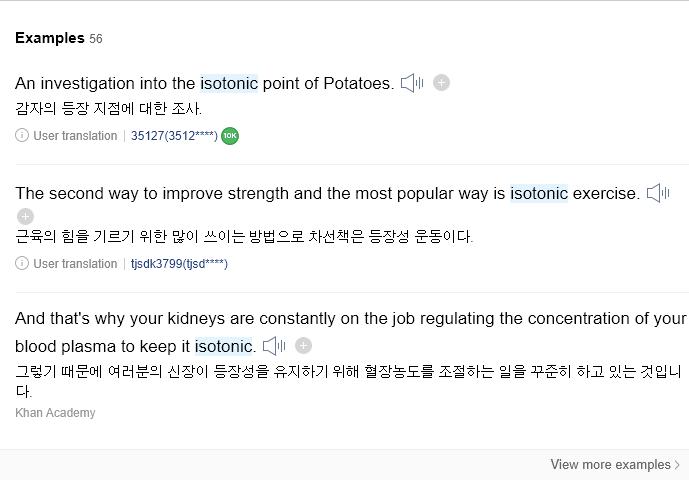 Examples 56
An investigation into the isotonic point of Potatoes.
감자의 등장 지점에 대한 조사.
User translation | 35127(3512****) 10K
The second way to improve strength and the most popular way is isotonic exercise.
근육의 힘을 기르기 위한 많이 쓰이는 방법으로 차선책은 등장성 운동이다.
User translation | tjsdk3799(tjsd****)
And that's why your kidneys are constantly on the job regulating the concentration of your
blood plasma to keep it isotonic.
그렇기 때문에 여러분의 신장이 등장성을 유지하기 위해 혈장농도를 조절하는 일을 꾸준히 하고 있는 것입니
다.
Khan Academy
View more examples